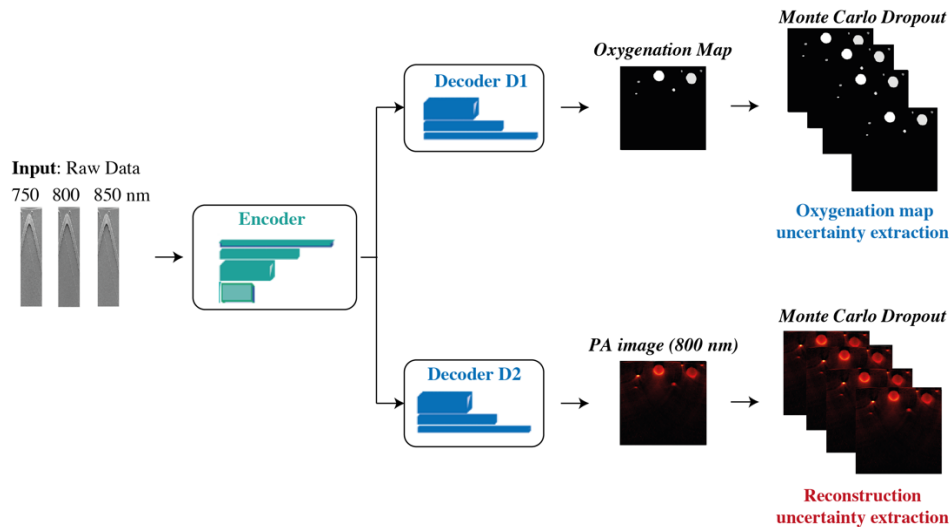 Input: Raw Data
750 800 850 nm
Encoder
Decoder D1
Oxygenation Map
Monte Carlo Dropout
Oxygenation map
uncertainty extraction
Decoder D2
PA image (800 nm)
Monte Carlo Dropout
Reconstruction
uncertainty extraction